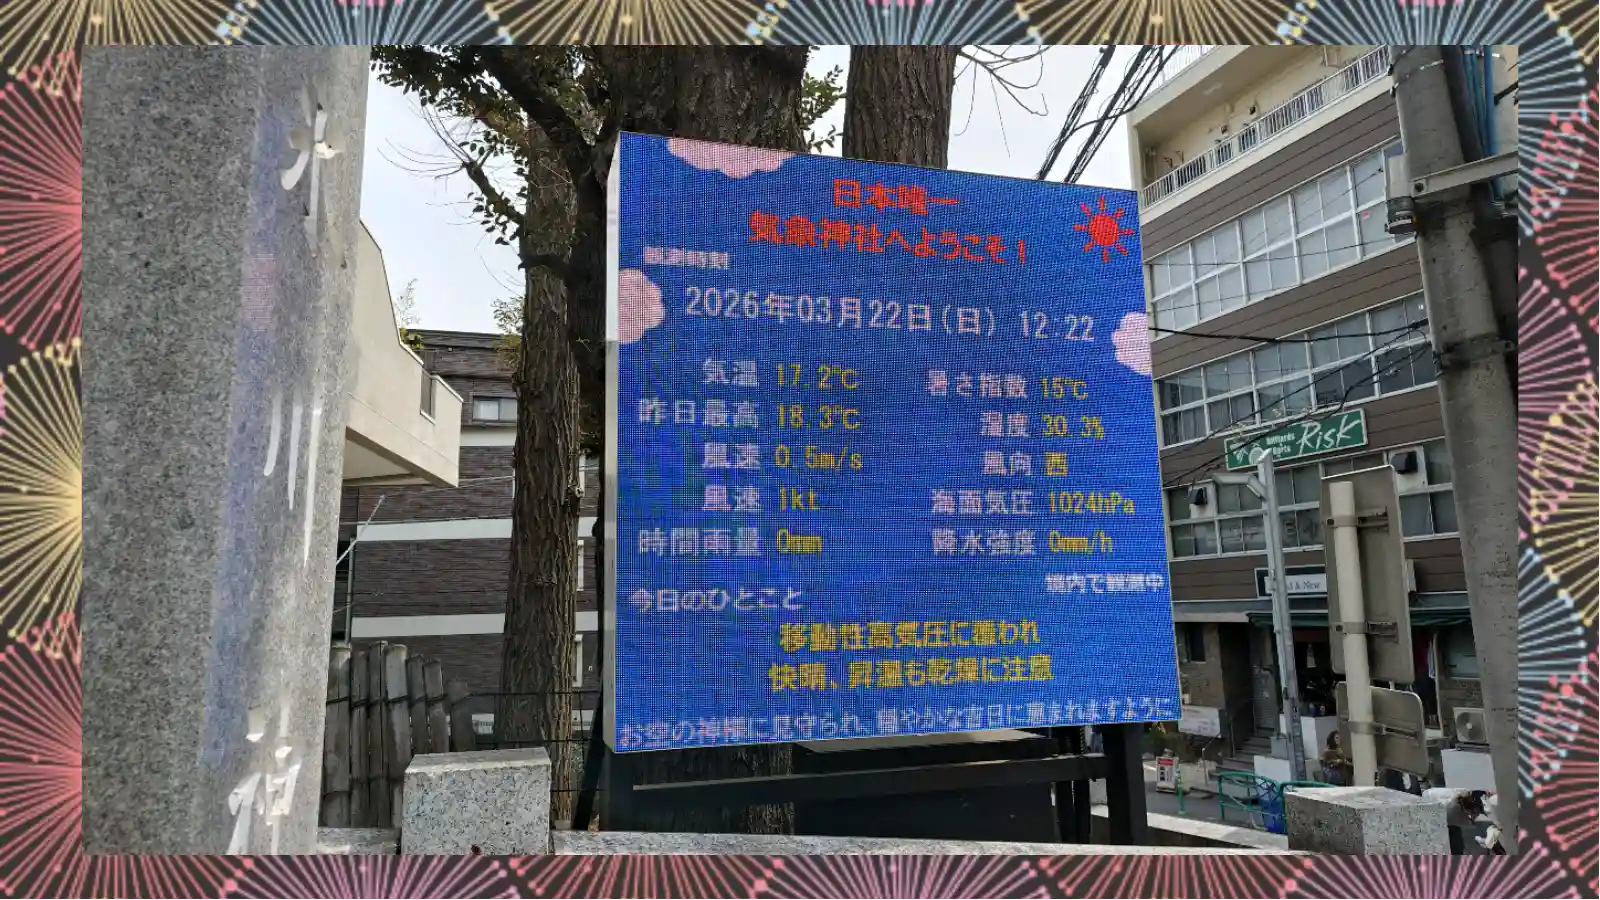 氷川神
日本唯一
気象神社へようこそ！
観測時刻
2026年03月22日(日) 12:22
気温 17.2℃ 暑さ指数 15℃
昨日最高 18.3℃ 湿度 30.3%
風速 0.5m/s 風向 西
風速 1kt 海面気圧 1024hPa
時間雨量 0mm 降水強度 0mm/h
境内で観測中
今日のひとこと
移動性高気圧に覆われ
快晴、昇温も乾燥に注意
お空の神様に見守られ、穏やかな吉日に恵まれますように
billiards
darts
Risk
& New